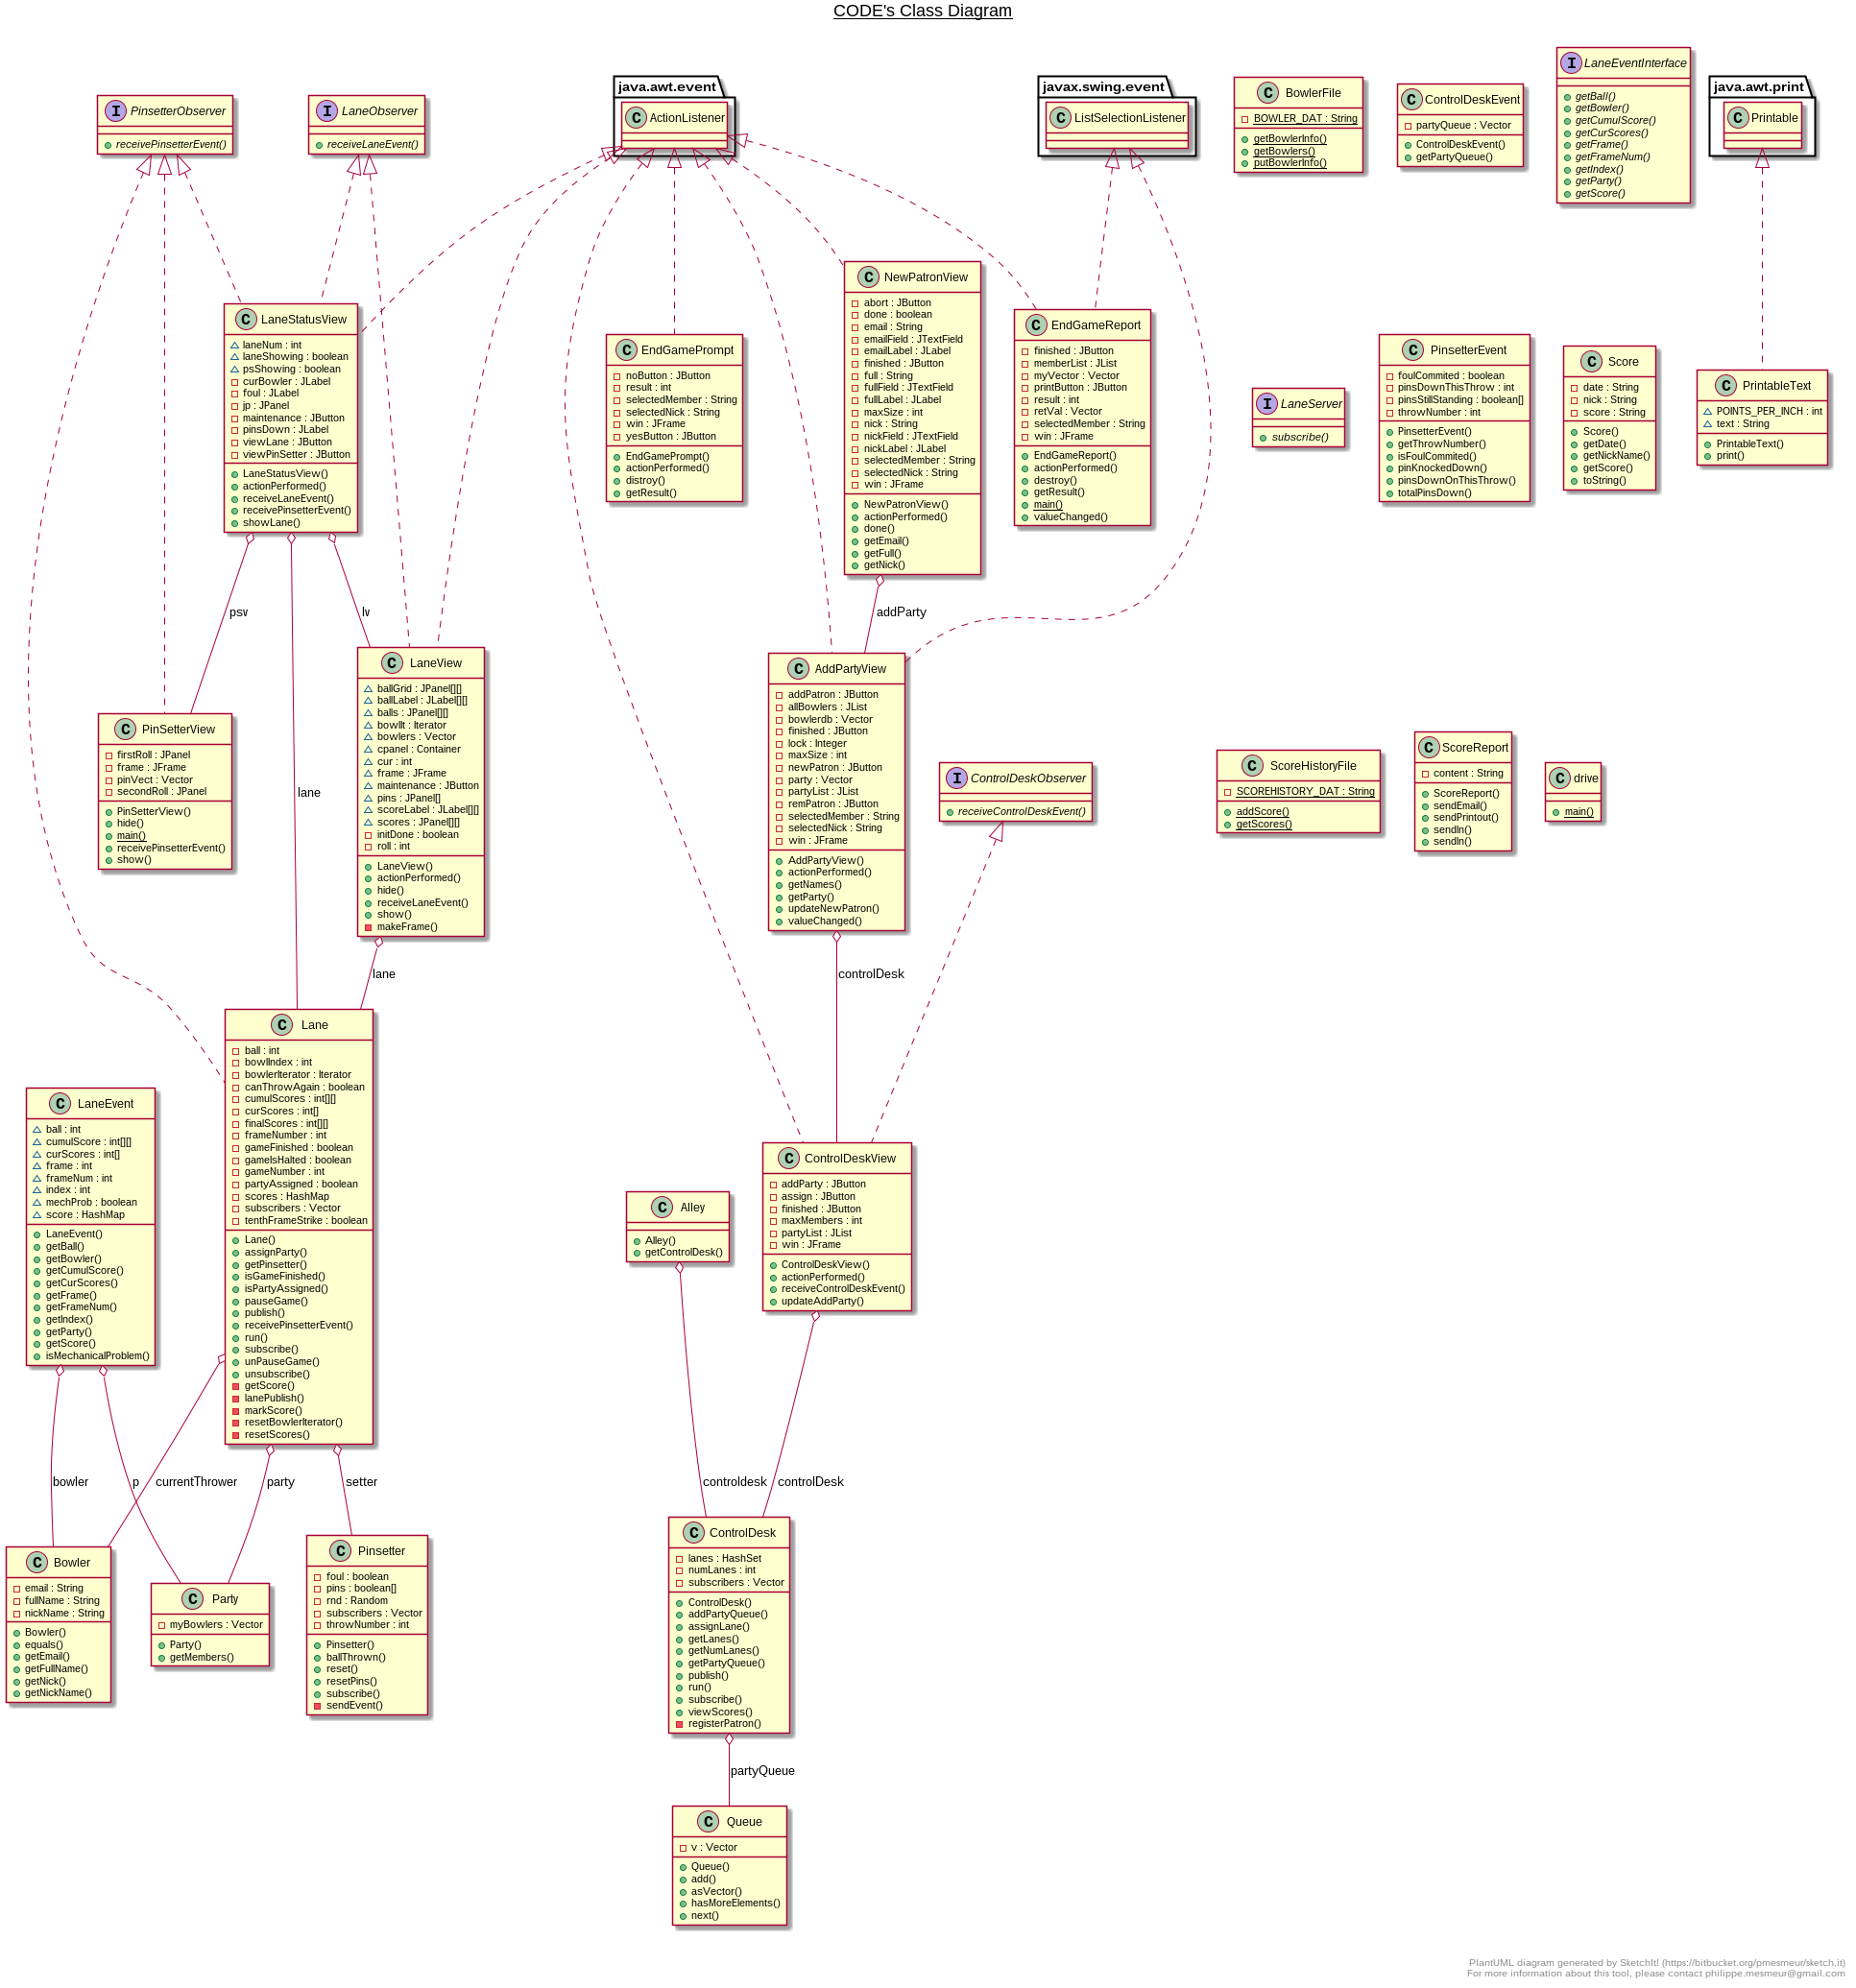 CODE's Class Diagram
I PinsetterObserver
receivePinsetterEvent()
I LaneObserver
receiveLaneEvent()
java.awt.event
C ActionListener
javax.swing.event
C ListSelectionListener
C BowlerFile
BOWLER_DAT : String
getBowlerInfo()
getBowlers()
putBowlerInfo()
C ControlDeskEvent
partyQueue : Vector
ControlDeskEvent()
getPartyQueue()
I LaneEventInterface
getBall()
getBowler()
getCumulScore()
getCurScores()
getFrame()
getFrameNum()
getIndex()
getParty()
getScore()
java.awt.print
C Printable
C LaneStatusView
laneNum : int
laneShowing : boolean
psShowing : boolean
curBowler : JLabel
foul : JLabel
jp : JPanel
maintenance : JButton
pinsDown : JLabel
viewLane : JButton
viewPinSetter : JButton
LaneStatusView()
actionPerformed()
receiveLaneEvent()
receivePinsetterEvent()
showLane()
C EndGamePrompt
noButton : JButton
result : int
selectedMember : String
selectedNick : String
win : JFrame
yesButton : JButton
EndGamePrompt()
actionPerformed()
distroy()
getResult()
C NewPatronView
abort : JButton
done : boolean
email : String
emailField : JTextField
emailLabel : JLabel
finished : JButton
full : String
fullField : JTextField
fullLabel : JLabel
maxSize : int
nick : String
nickField : JTextField
nickLabel : JLabel
selectedMember : String
selectedNick : String
win : JFrame
NewPatronView()
actionPerformed()
done()
getEmail()
getFull()
getNick()
C EndGameReport
finished : JButton
memberList : JList
myVector : Vector
printButton : JButton
result : int
retVal : Vector
selectedMember : String
win : JFrame
EndGameReport()
actionPerformed()
destroy()
getResult()
main()
valueChanged()
I LaneServer
subscribe()
C PinsetterEvent
foulCommited : boolean
pinsDownThisThrow : int
pinsStillStanding : boolean[]
throwNumber : int
PinsetterEvent()
getThrowNumber()
isFoulCommited()
pinKnockedDown()
pinsDownOnThisThrow()
totalPinsDown()
C Score
date : String
nick : String
score : String
Score()
getDate()
getNickName()
getScore()
toString()
C PrintableText
POINTS_PER_INCH : int
text : String
PrintableText()
print()
psw
lane
lv
addParty
C PinSetterView
firstRoll : JPanel
frame : JFrame
pinVect : Vector
secondRoll : JPanel
PinSetterView()
hide()
main()
receivePinsetterEvent()
show()
C LaneView
ballGrid : JPanel[][]
ballLabel : JLabel[][]
balls : JPanel[][]
bowlIt : Iterator
bowlers : Vector
cpanel : Container
cur : int
frame : JFrame
maintenance : JButton
pins : JPanel[]
scoreLabel : JLabel[][]
scores : JPanel[][]
initDone : boolean
roll : int
LaneView()
actionPerformed()
hide()
receiveLaneEvent()
show()
makeFrame()
C AddPartyView
addPatron : JButton
allBowlers : JList
bowlerdb : Vector
finished : JButton
lock : Integer
maxSize : int
newPatron : JButton
party : Vector
partyList : JList
remPatron : JButton
selectedMember : String
selectedNick : String
win : JFrame
AddPartyView()
actionPerformed()
getNames()
getParty()
updateNewPatron()
valueChanged()
I ControlDeskObserver
receiveControlDeskEvent()
C ScoreHistoryFile
SCOREHISTORY_DAT : String
addScore()
getScores()
C ScoreReport
content : String
ScoreReport()
sendEmail()
sendPrintout()
sendln()
sendln()
C drive
main()
lane
controlDesk
C Lane
ball : int
bowlIndex : int
bowlerIterator : Iterator
canThrowAgain : boolean
cumulScores : int[][]
curScores : int[]
finalScores : int[][]
frameNumber : int
gameFinished : boolean
gameIsHalted : boolean
gameNumber : int
partyAssigned : boolean
scores : HashMap
subscribers : Vector
tenthFrameStrike : boolean
Lane()
assignParty()
getPinsetter()
isGameFinished()
isPartyAssigned()
pauseGame()
publish()
receivePinsetterEvent()
run()
subscribe()
unPauseGame()
unsubscribe()
getScore()
lanePublish()
markScore()
resetBowlerIterator()
resetScores()
C LaneEvent
ball : int
cumulScore : int[][]
curScores : int[]
frame : int
frameNum : int
index : int
mechProb : boolean
score : HashMap
LaneEvent()
getBall()
getBowler()
getCumulScore()
getCurScores()
getFrame()
getFrameNum()
getIndex()
getParty()
getScore()
isMechanicalProblem()
C Alley
Alley()
getControlDesk()
C ControlDeskView
addParty : JButton
assign : JButton
finished : JButton
maxMembers : int
partyList : JList
win : JFrame
ControlDeskView()
actionPerformed()
receiveControlDeskEvent()
updateAddParty()
bowler
p
currentThrower
party
setter
controldesk
controlDesk
C Bowler
email : String
fullName : String
nickName : String
Bowler()
equals()
getEmail()
getFullName()
getNick()
getNickName()
C Party
myBowlers : Vector
Party()
getMembers()
C Pinsetter
foul : boolean
pins : boolean[]
rnd : Random
subscribers : Vector
throwNumber : int
Pinsetter()
ballThrown()
reset()
resetPins()
subscribe()
sendEvent()
C ControlDesk
lanes : HashSet
numLanes : int
subscribers : Vector
ControlDesk()
addPartyQueue()
assignLane()
getLanes()
getNumLanes()
getPartyQueue()
publish()
run()
subscribe()
viewScores()
registerPatron()
partyQueue
C Queue
v : Vector
Queue()
add()
asVector()
hasMoreElements()
next()
PlantUML diagram generated by SketchIt! (https://bitbucket.org/pmesmeur/sketch.it)
For more information about this tool, please contact philippe.mesmeur@gmail.com